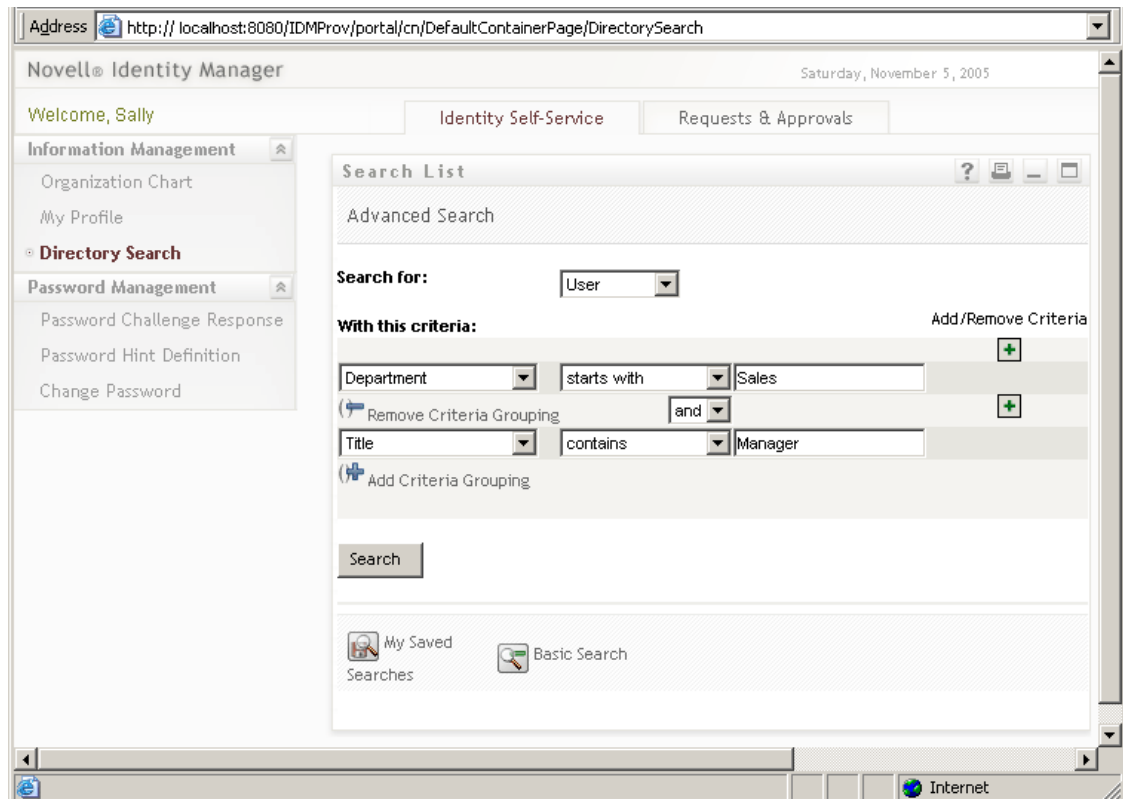 Address http:// localhost:8080/IDMProv/portal/cn/DefaultContainerPage/DirectorySearch
Novell® Identity Manager
Saturday, November 5, 2005
Welcome, Sally
Identity Self-Service
Requests & Approvals
Information Management
Organization Chart
My Profile
Directory Search
Password Management
Password Challenge Response
Password Hint Definition
Change Password
Search List
?
Advanced Search
Search for:
User
With this criteria:
Add/Remove Criteria
Department
starts with
Sales
() Remove Criteria Grouping
and
Title
contains
Manager
() Add Criteria Grouping
Search
My Saved
Searches
Basic Search
Internet